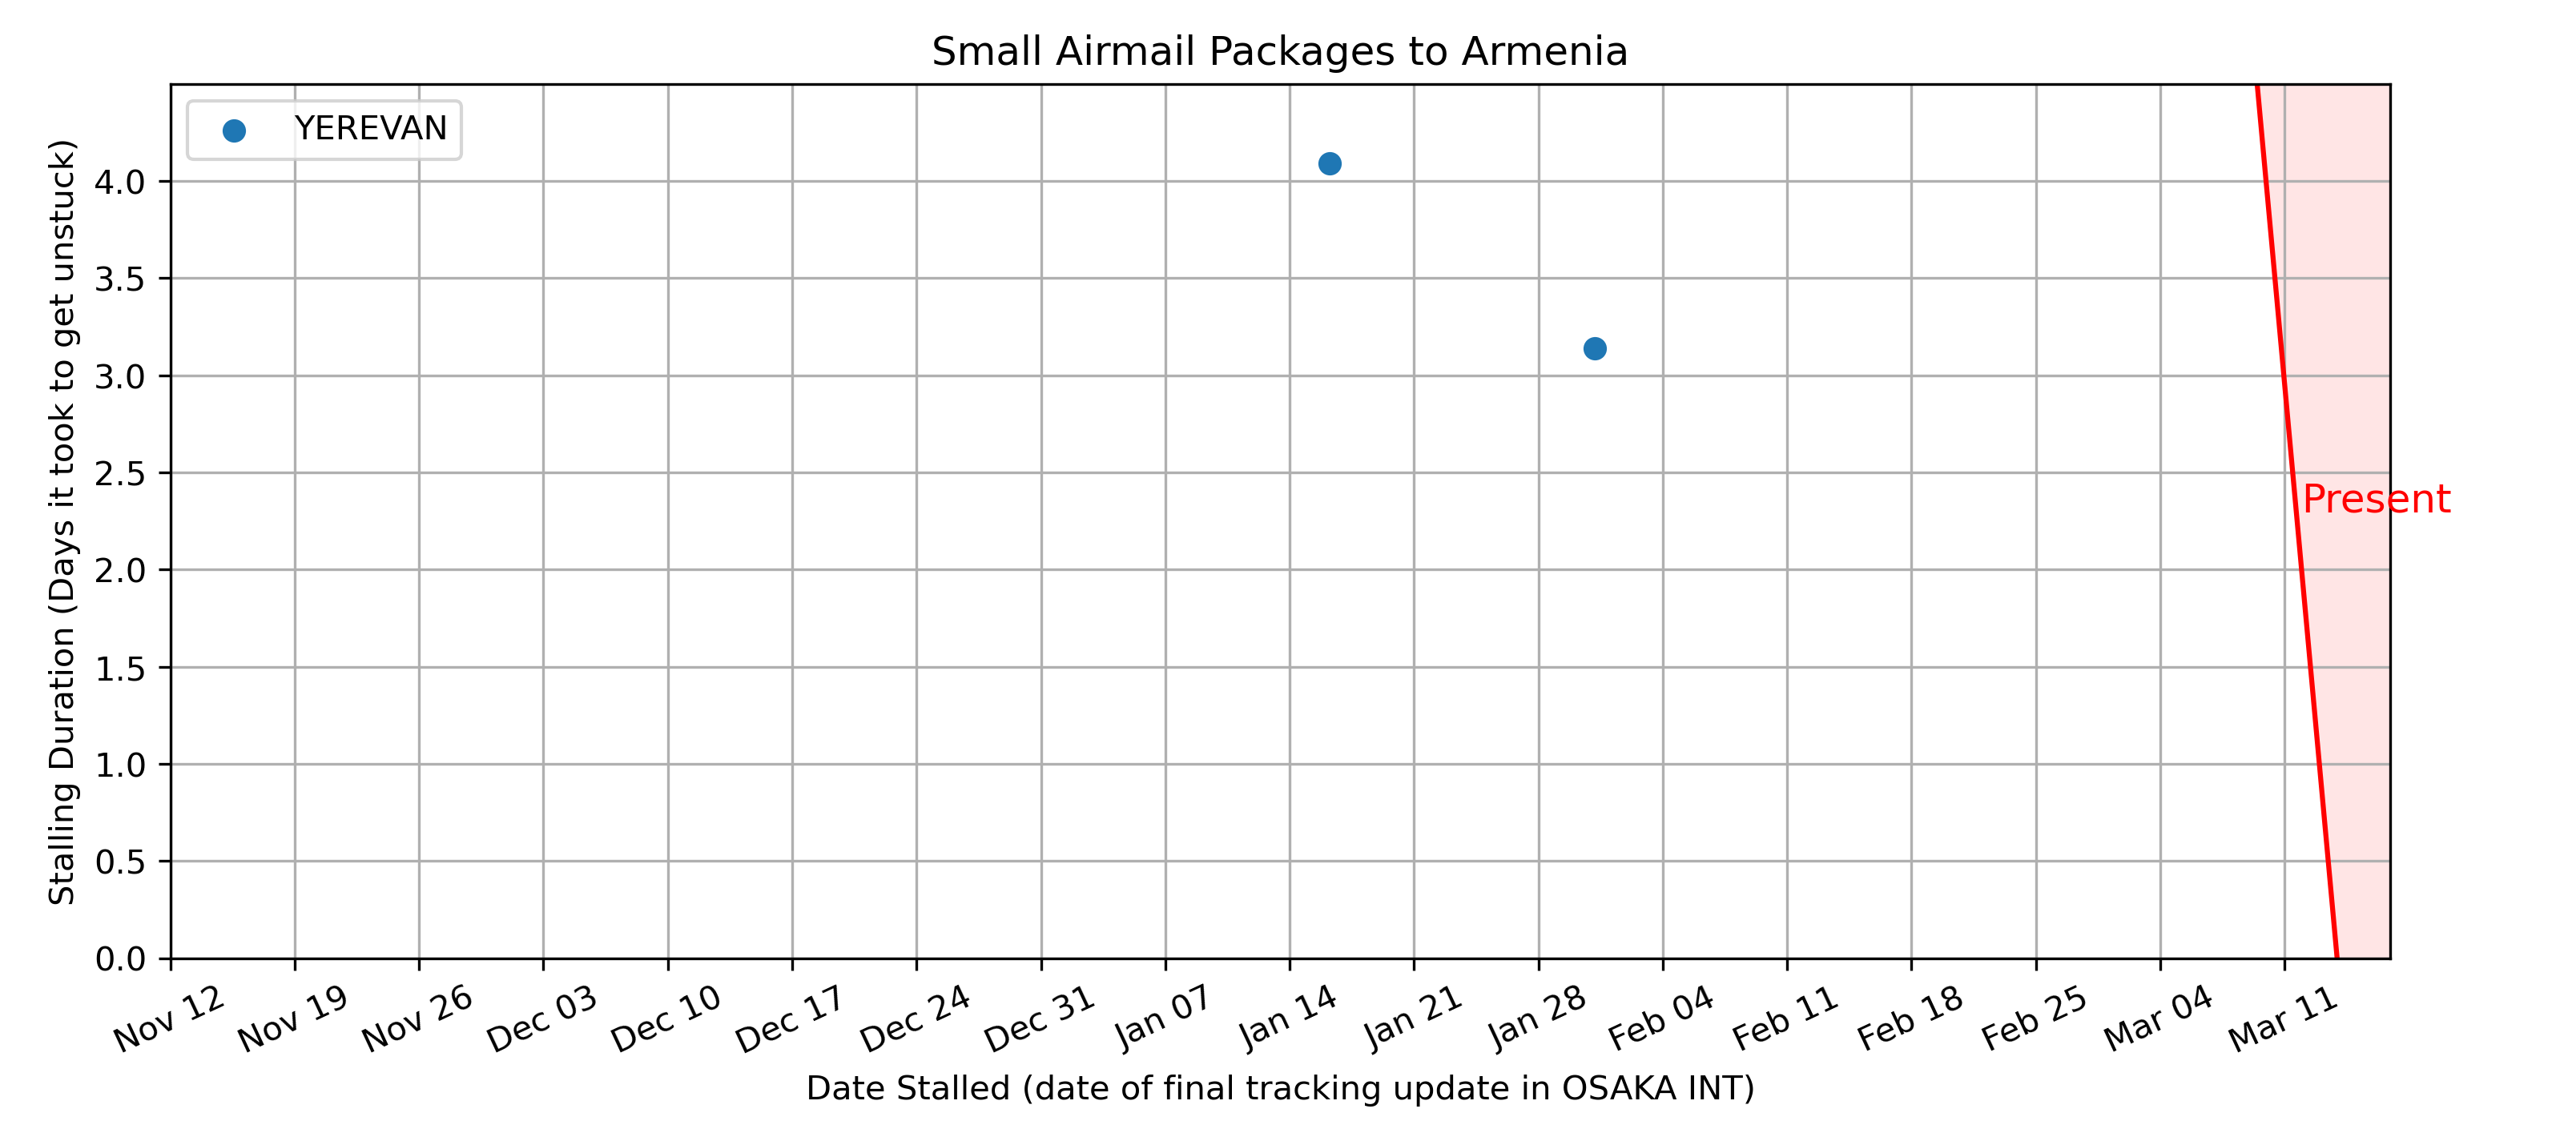 Small Airmail Packages to Armenia
YEREVAN
Stalling Duration (Days it took to get unstuck)
4.0
3.5
3.0
2.5
2.0
1.5
1.0
0.5
0.0
Present
Nov 12 Nov 19 Nov 26 Dec 03 Dec 10 Dec 17 Dec 24 Dec 31 Jan 07 Jan 14 Jan 21 Jan 28 Feb 04 Feb 11 Feb 18 Feb 25 Mar 04 Mar 11
Date Stalled (date of final tracking update in OSAKA INT)